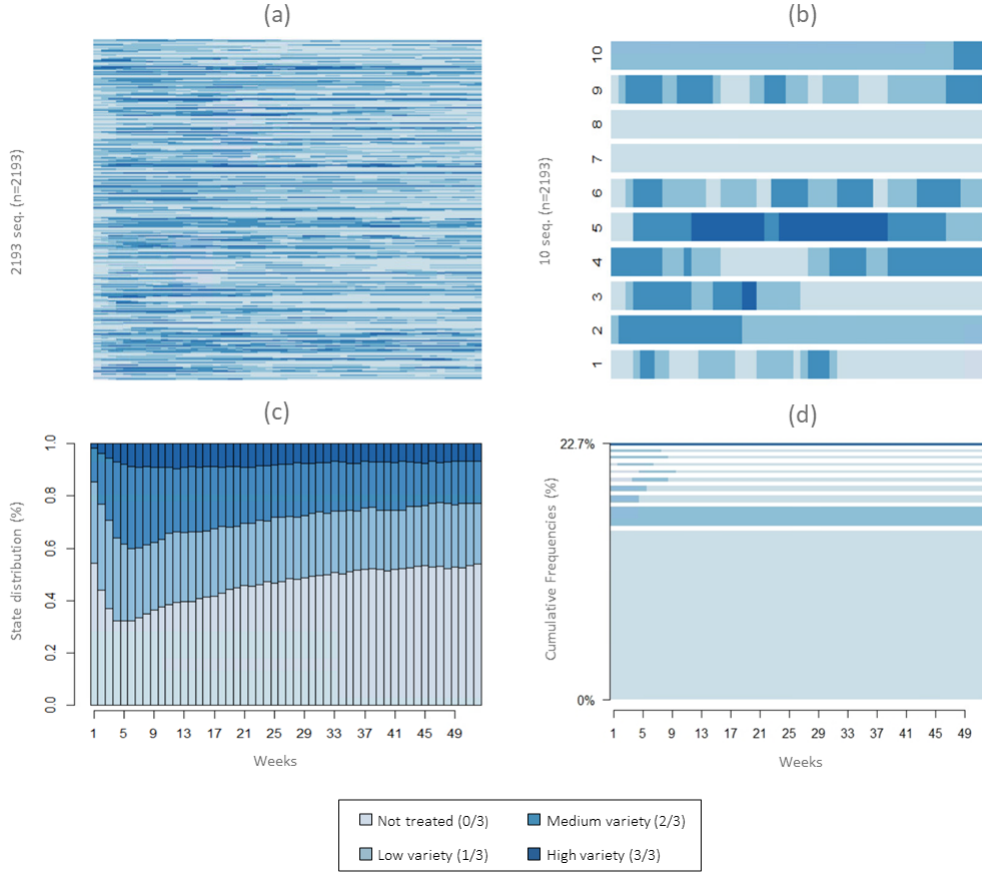 (a)
(b)
2193 seq. (n=2193)
10 seq. (n=2193)
10
9
8
7
6
5
4
3
2
1
(c)
(d)
State distribution (%)
1.0
0.8
0.6
0.4
0.2
0.0
1 5 9 13 17 21 25 29 33 37 41 45 49
Weeks
Cumulative Frequencies (%)
22.7%
0%
1 5 9 13 17 21 25 29 33 37 41 45 49
Weeks
Not treated (0/3)
Medium variety (2/3)
Low variety (1/3)
High variety (3/3)